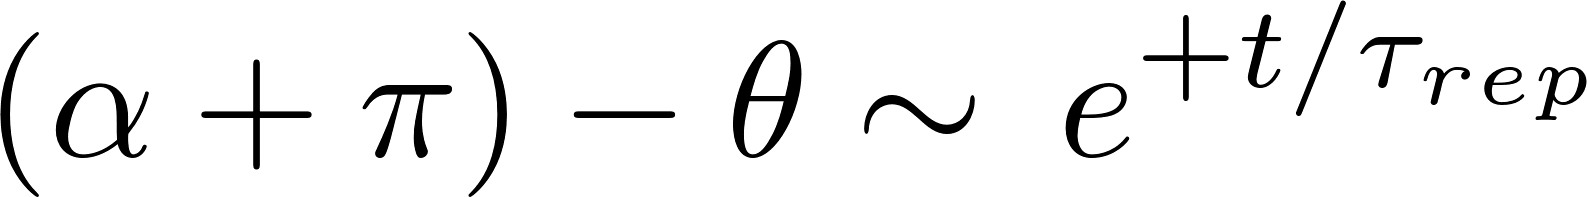 (α + π) − θ ∼ e^{+t/τ_{rep}}